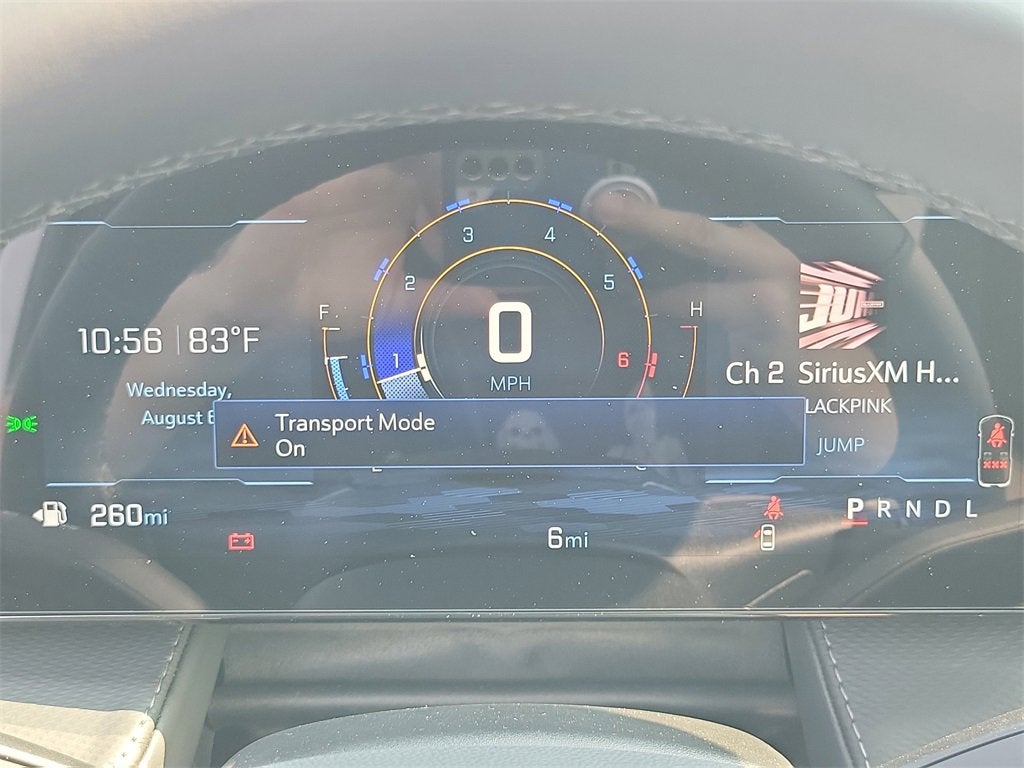 3 4
2 5
F H
10:56 83°F
0
1 6
MPH
JUMP
Ch 2 SiriusXM H...
Wednesday,
August 6
LACKPINK
Transport Mode
On
JUMP
260mi
6mi
P R N D L